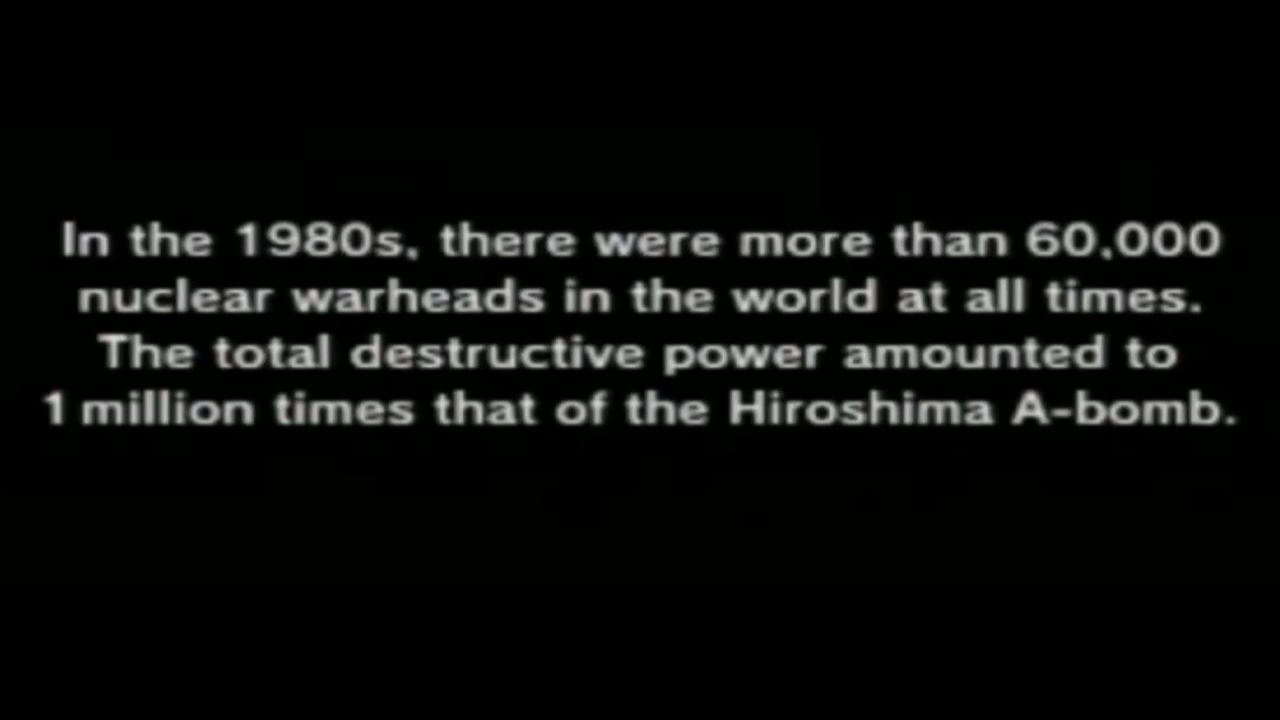 In the 1980s, there were more than 60,000
nuclear warheads in the world at all times.
The total destructive power amounted to
1 million times that of the Hiroshima A-bomb.